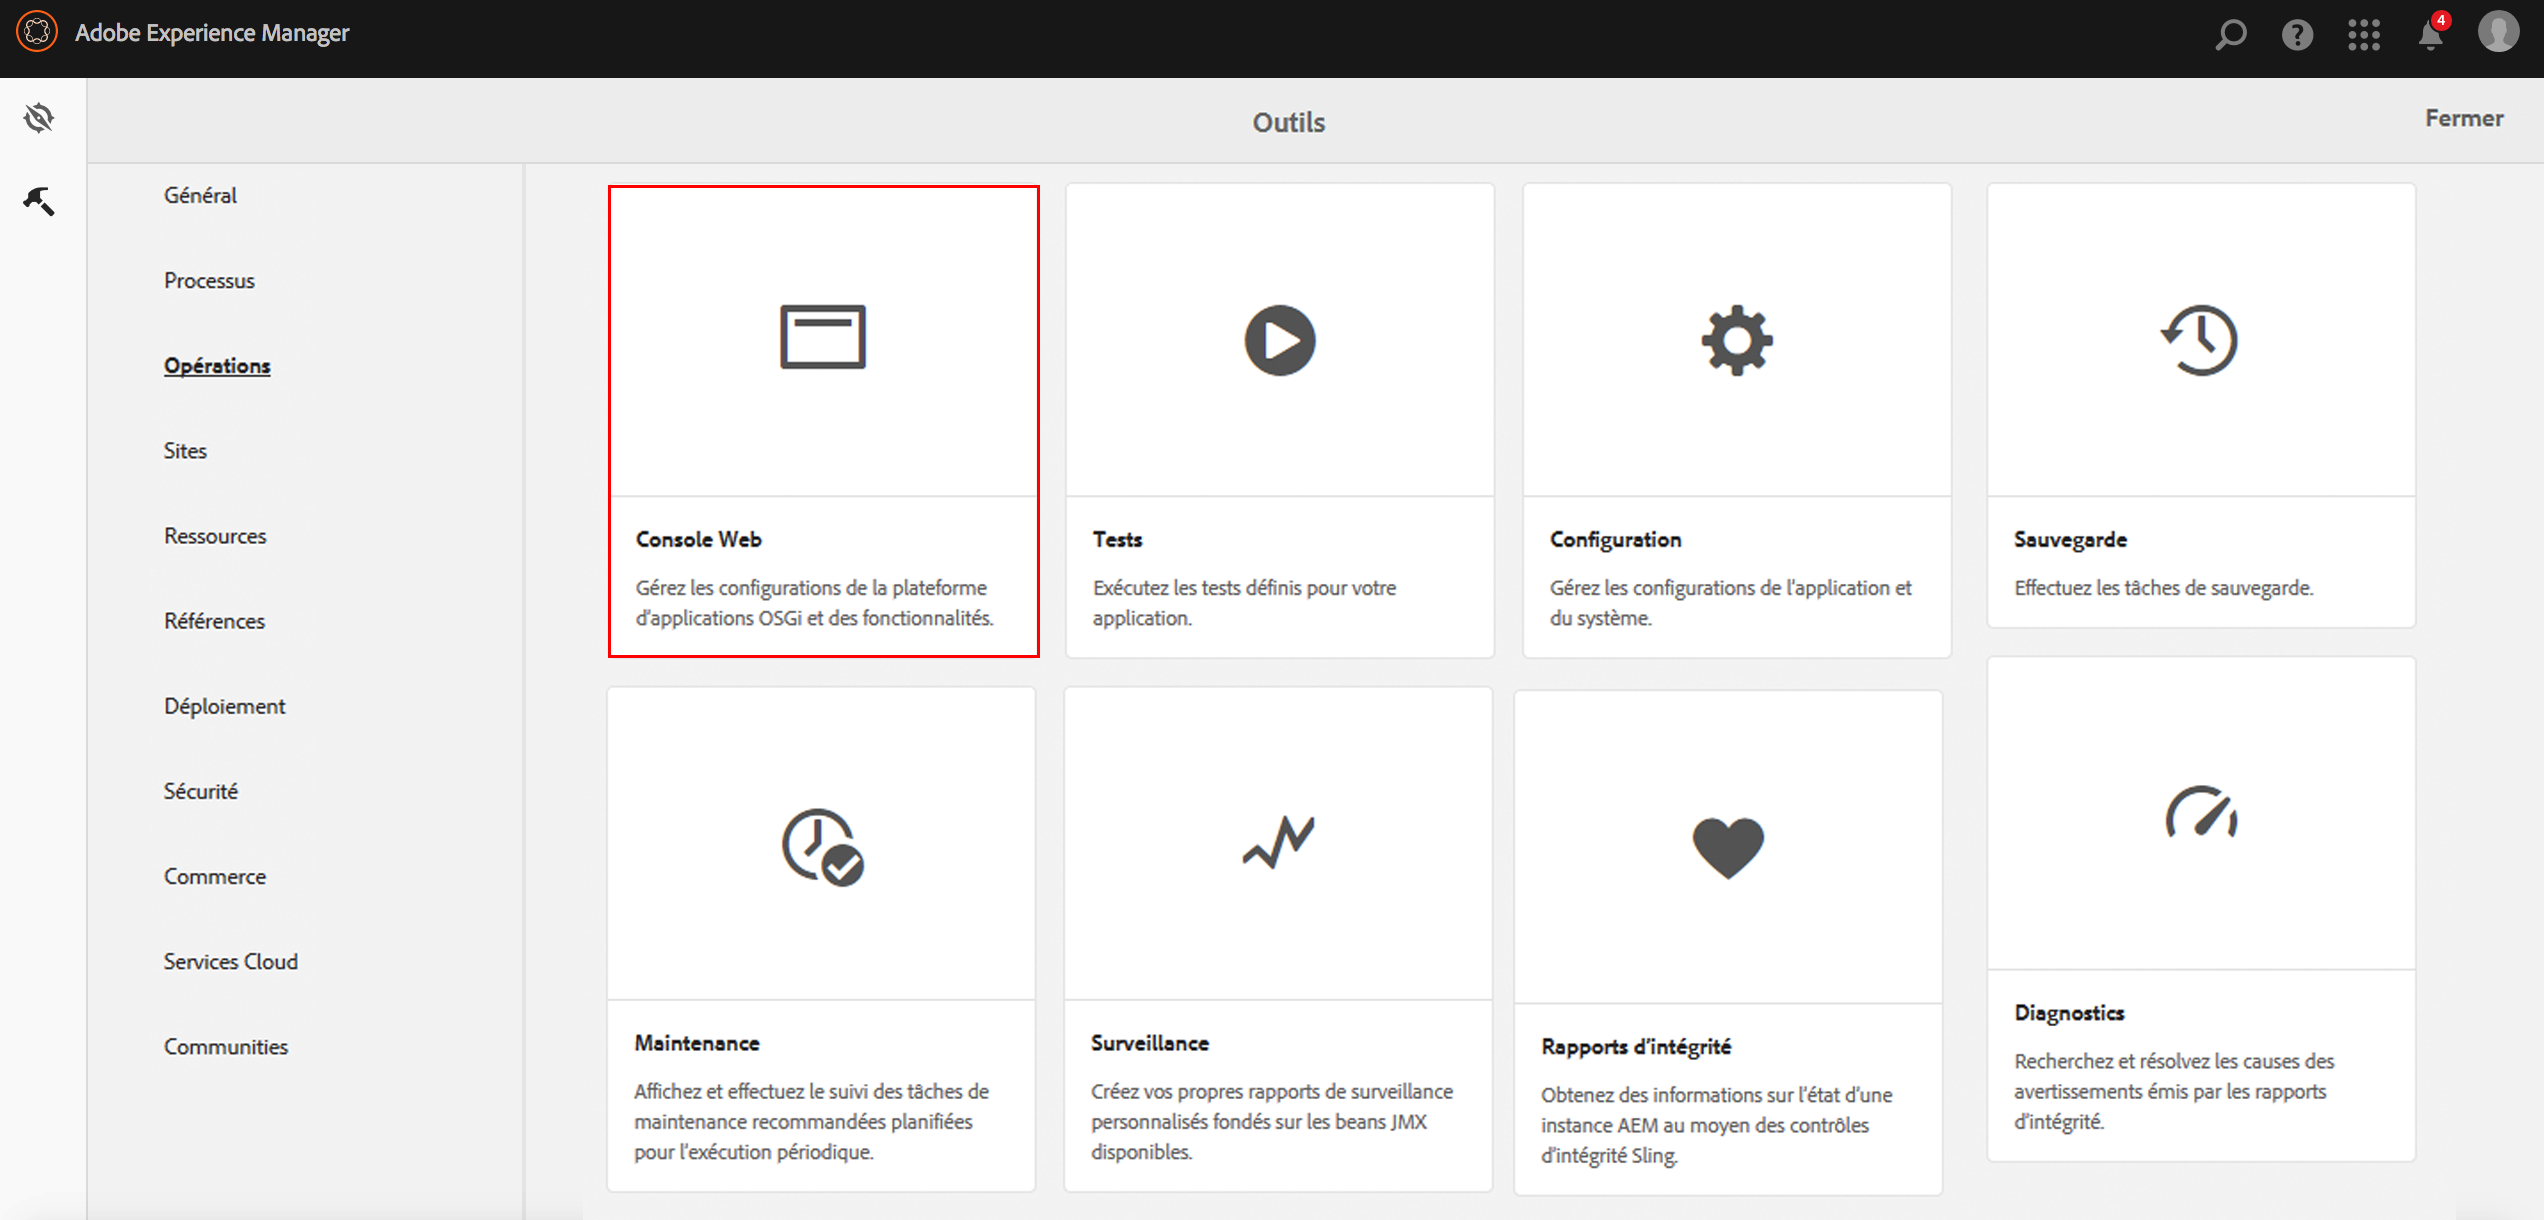 Adobe Experience Manager
4
Outils
Fermer
Général
Processus
Opérations
Sites
Ressources
Références
Déploiement
Sécurité
Commerce
Services Cloud
Communities
Console Web
Gérez les configurations de la plateforme
d'applications OSGi et des fonctionnalités.
Tests
Exécutez les tests définis pour votre
application.
Configuration
Gérez les configurations de l'application et
du système.
Sauvegarde
Effectuez les tâches de sauvegarde.
Maintenance
Affichez et effectuez le suivi des tâches de
maintenance recommandées planifiées
pour l'exécution périodique.
Surveillance
Créez vos propres rapports de surveillance
personnalisés fondés sur les beans JMX
disponibles.
Rapports d'intégrité
Obtenez des informations sur l'état d'une
instance AEM au moyen des contrôles
d'intégrité Sling.
Diagnostics
Recherchez et résolvez les causes des
avertissements émis par les rapports
d'intégrité.